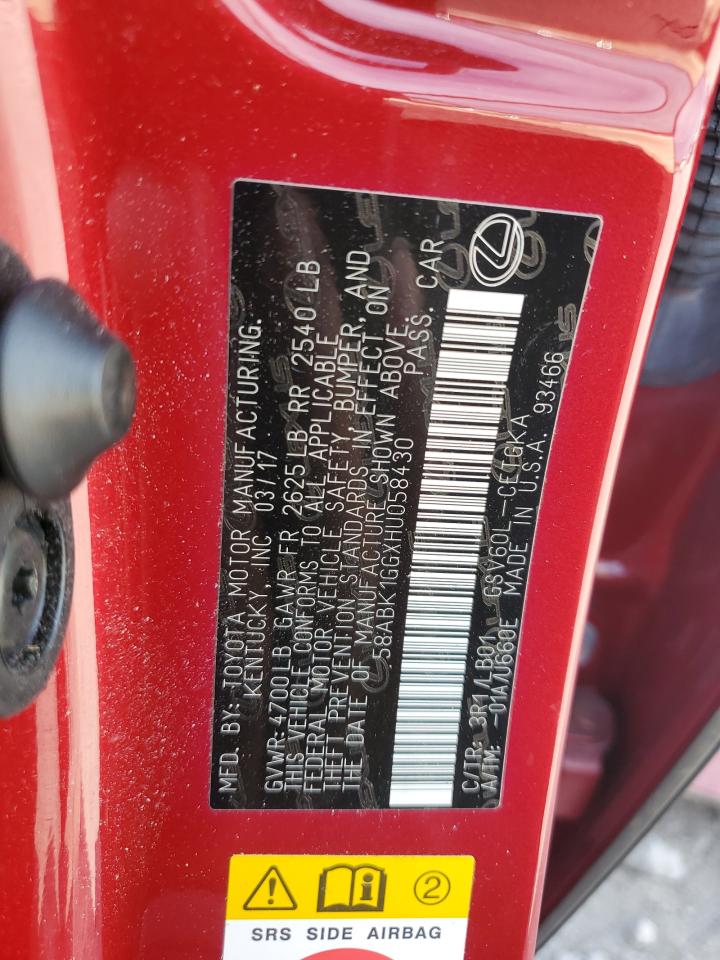 MFD. BY: TOYOTA MOTOR MANUFACTURING.
KENTUCKY, INC 03/17
GVWR: 4700 LB GAWR FR 2625 LB RR 2540 LB
THIS VEHICLE CONFORMS TO ALL APPLICABLE
FEDERAL MOTOR VEHICLE SAFETY, BUMPER, AND
THEFT PREVENTION STANDARDS IN EFFECT ON
THE DATE OF MANUFACTURE SHOWN ABOVE.
58ABK1GGXHU058430 PASS. CAR
C/TR: 3R1/LB01 GSV60L-CETGKA
A/TM: -01A/U660E MADE IN U.S.A. 93466
2
SRS SIDE AIRBAG